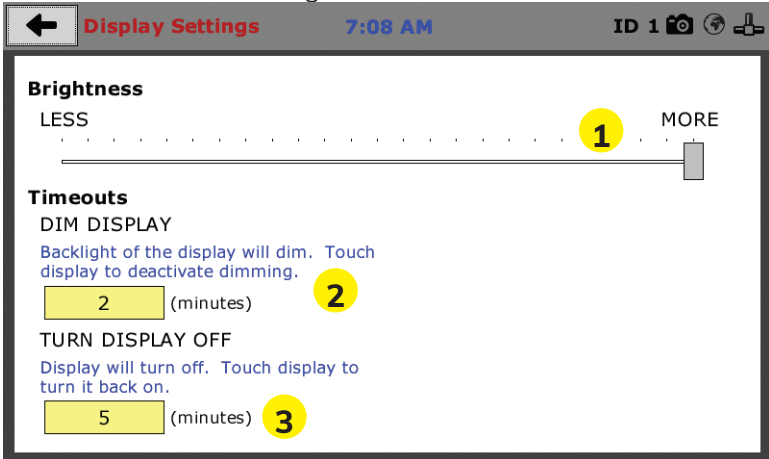 Display Settings 7:08 AM ID 1
Brightness
LESS MORE
1
Timeouts
DIM DISPLAY
Backlight of the display will dim. Touch
display to deactivate dimming.
2 (minutes) 2
TURN DISPLAY OFF
Display will turn off. Touch display to
turn it back on.
5 (minutes) 3